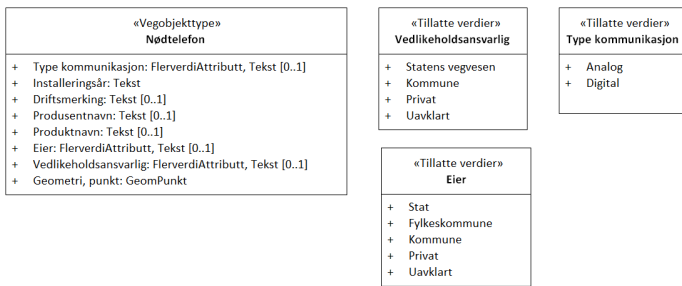 «Vegobjekttype»
Nødtelefon
+ Type kommunikasjon: FlerverdiAttributt, Tekst [0..1]
+ Installeringsår: Tekst
+ Driftsmerking: Tekst [0..1]
+ Produsentnavn: Tekst [0..1]
+ Produktnavn: Tekst [0..1]
+ Eier: FlerverdiAttributt, Tekst [0..1]
+ Vedlikeholdsansvarlig: FlerverdiAttributt, Tekst [0..1]
+ Geometri, punkt: GeomPunkt
«Tillatte verdier»
Vedlikeholdsansvarlig
+ Statens vegvesen
+ Kommune
+ Privat
+ Uavklart
«Tillatte verdier»
Type kommunikasjon
+ Analog
+ Digital
«Tillatte verdier»
Eier
+ Stat
+ Fylkeskommune
+ Kommune
+ Privat
+ Uavklart